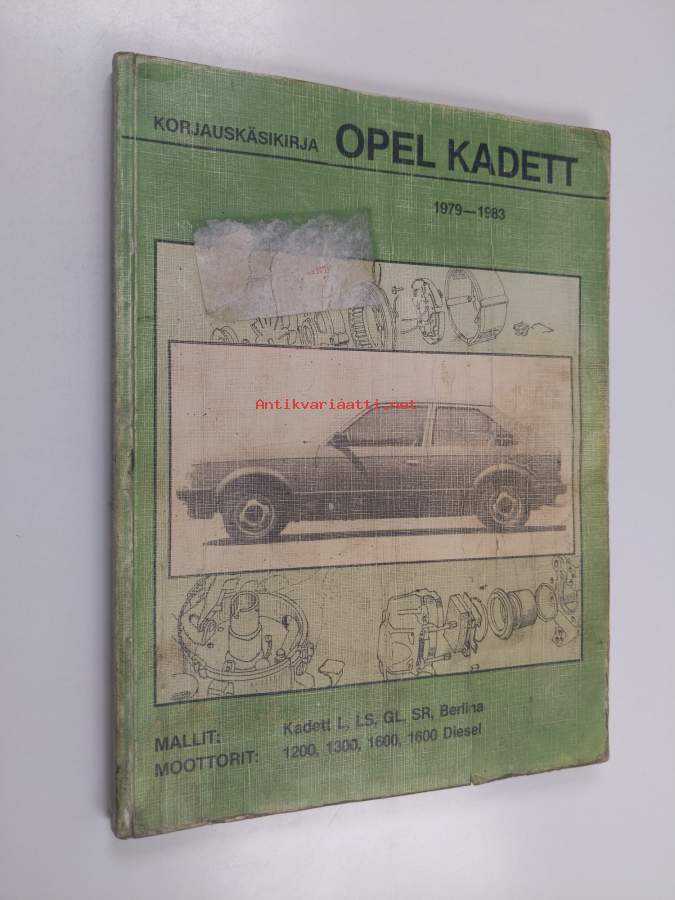 KORJAUSKÄSIKIRJA OPEL KADETT
1979—1983
Antikvariaatti.net
MALLIT: Kadett L, LS, GL, SR, Berlina
MOOTTORIT: 1200, 1300, 1600, 1600 Diesel